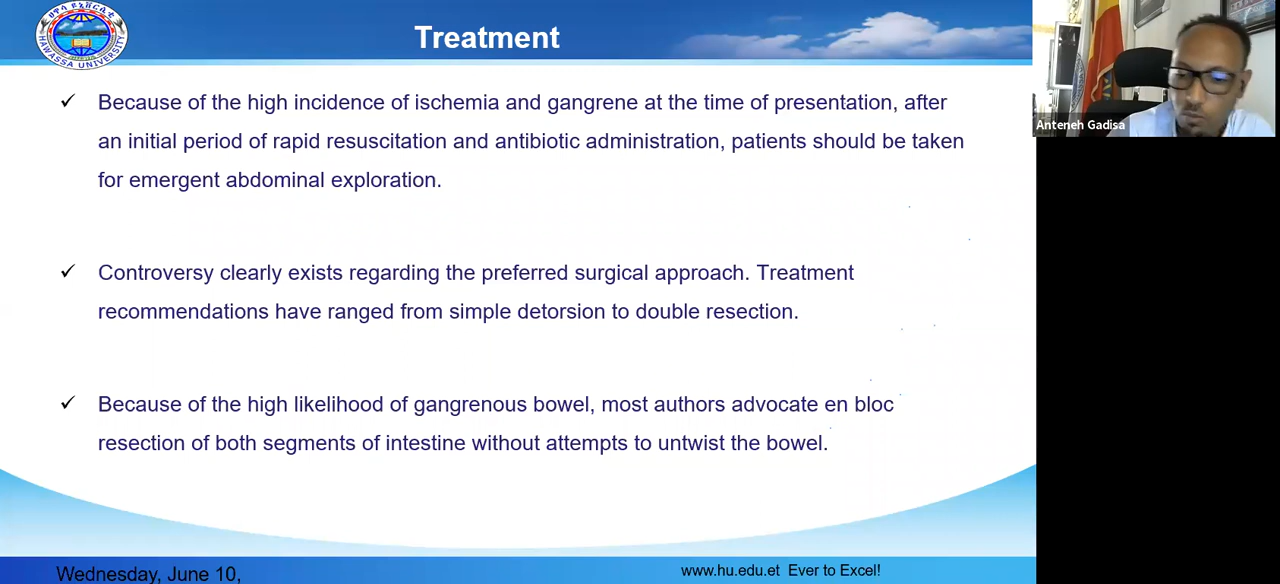 ሀዋሳ ዩኒቨርሲቲ
HAWASSA UNIVERSITY
Treatment
Anteneh Gadisa
✓ Because of the high incidence of ischemia and gangrene at the time of presentation, after
an initial period of rapid resuscitation and antibiotic administration, patients should be taken
for emergent abdominal exploration.
✓ Controversy clearly exists regarding the preferred surgical approach. Treatment
recommendations have ranged from simple detorsion to double resection.
✓ Because of the high likelihood of gangrenous bowel, most authors advocate en bloc
resection of both segments of intestine without attempts to untwist the bowel.
Wednesday, June 10,
www.hu.edu.et Ever to Excel!